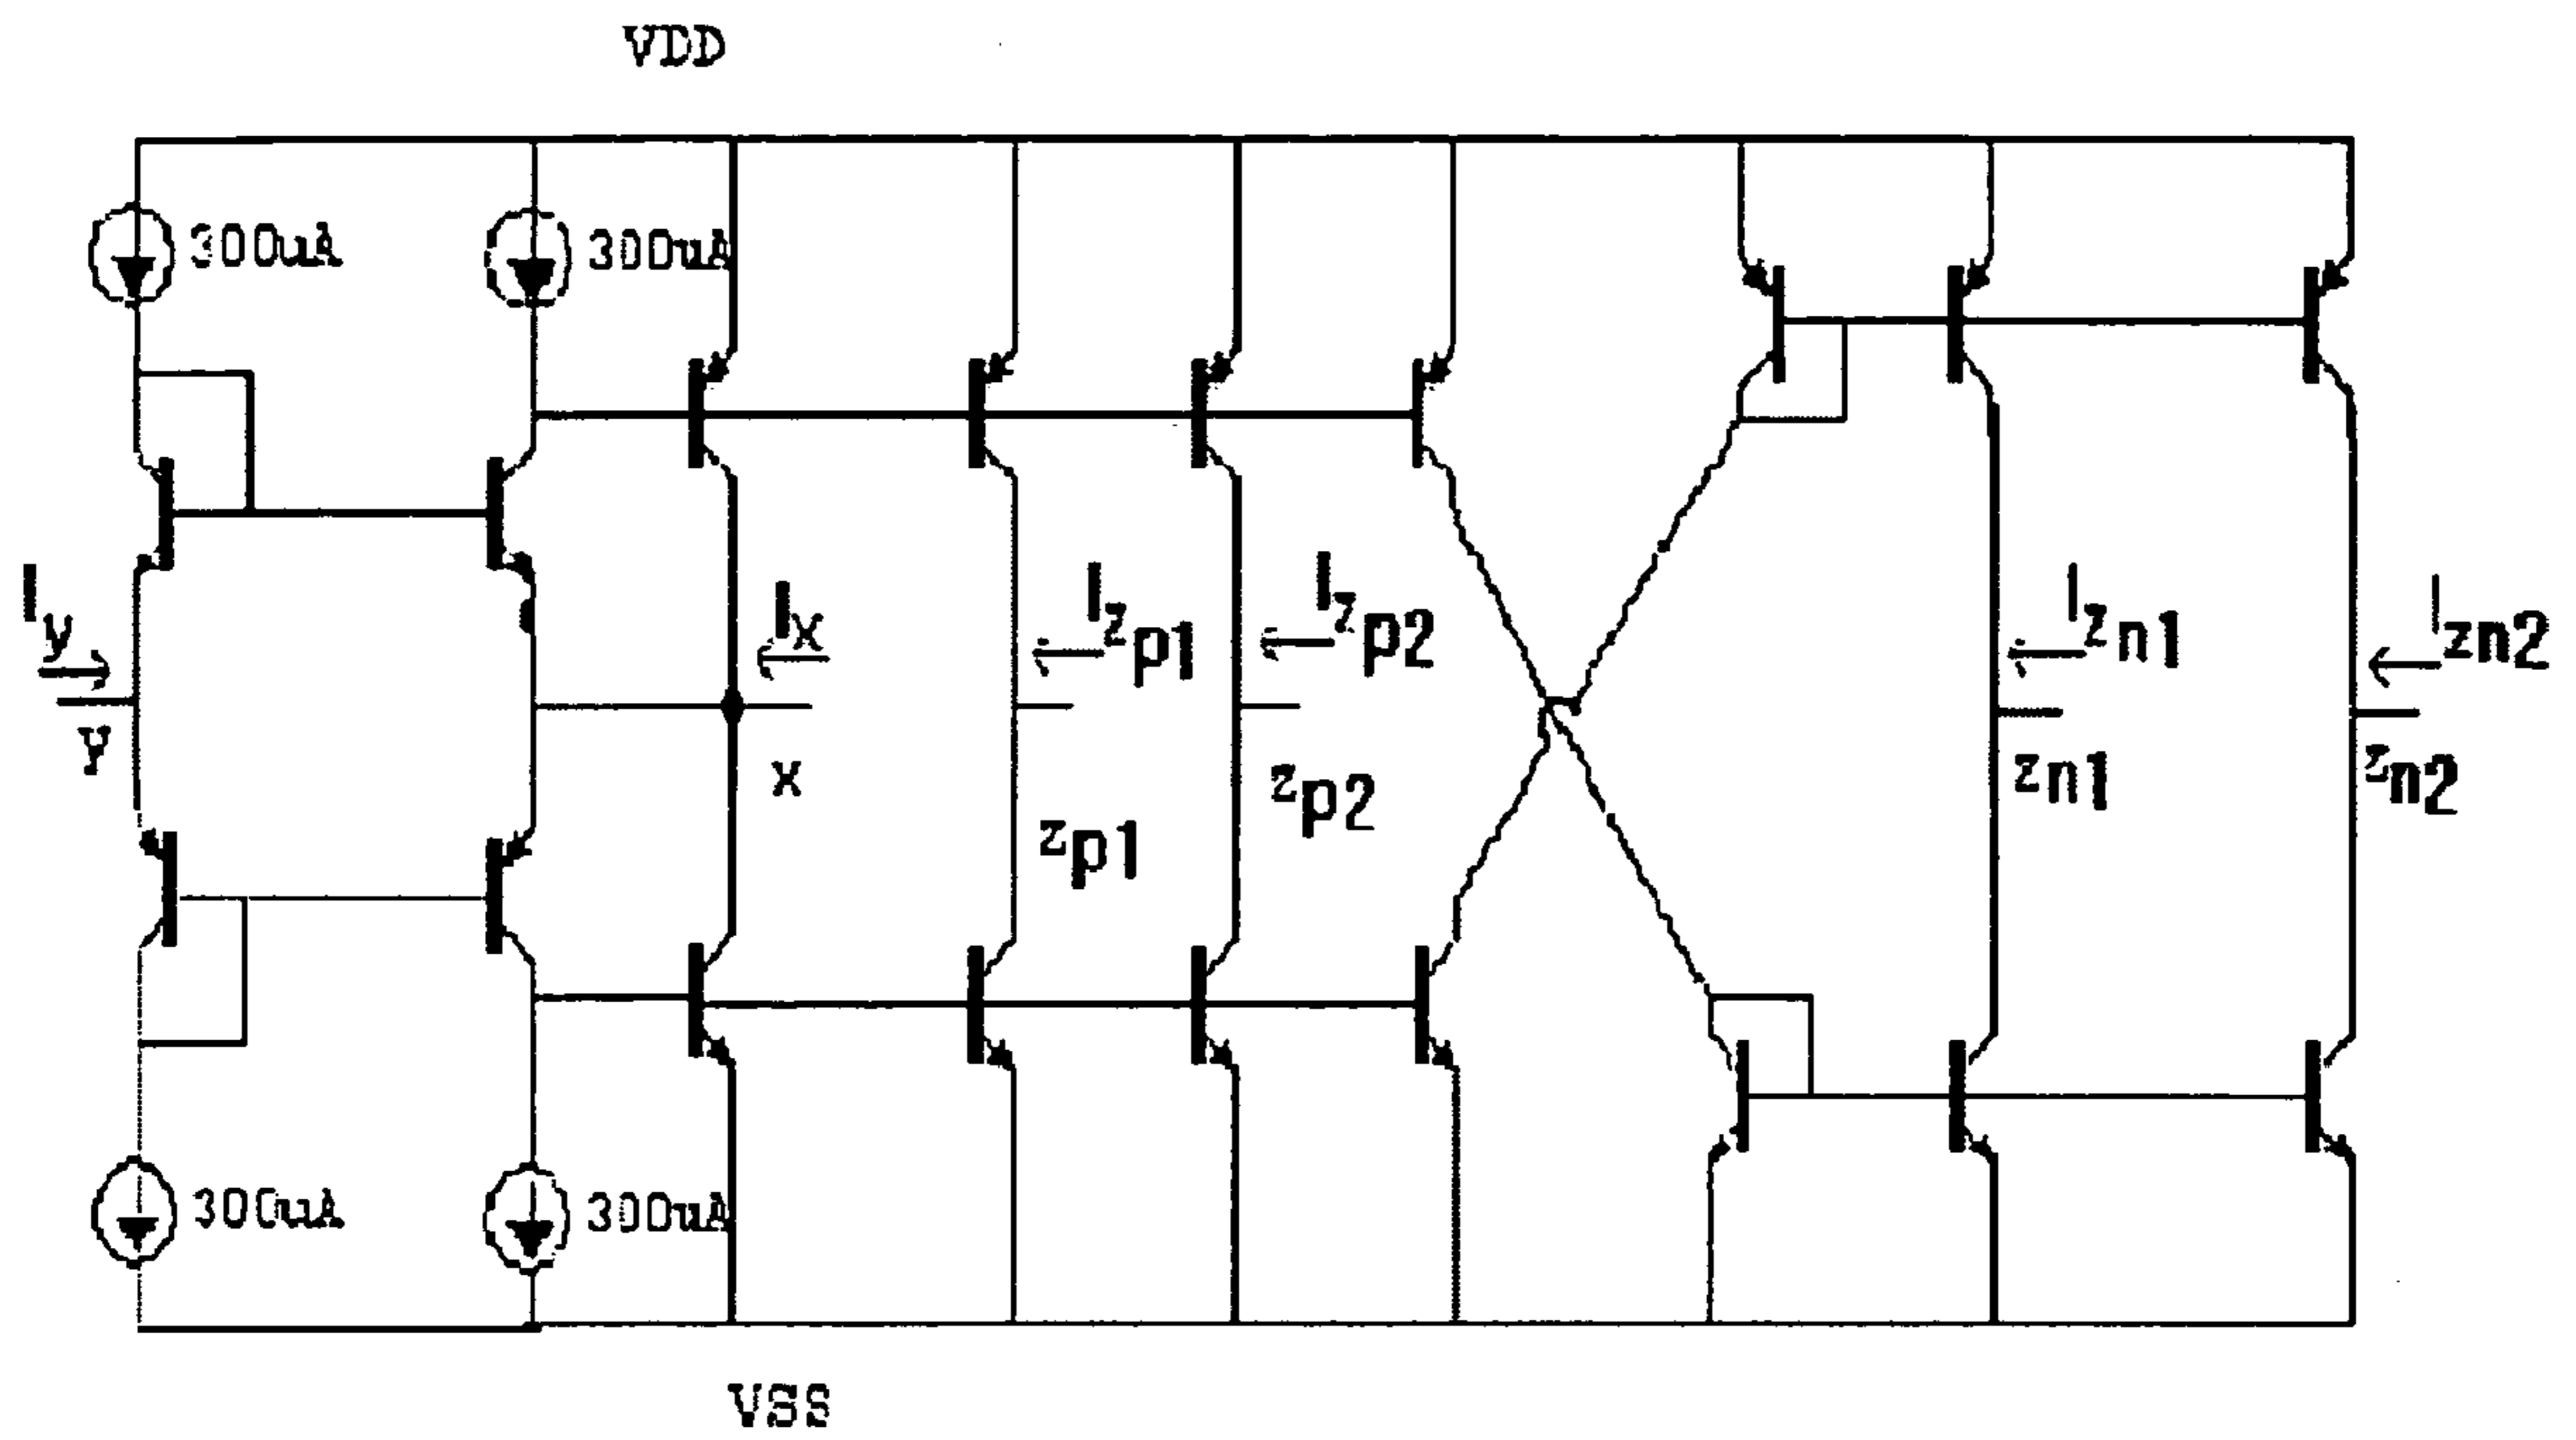 VDD
300uA
300uA
Iy
Ix
Izp1
Izp2
Izn1
Izn2
y
x
zp1
zp2
zn1
zn2
300uA
300uA
VSS